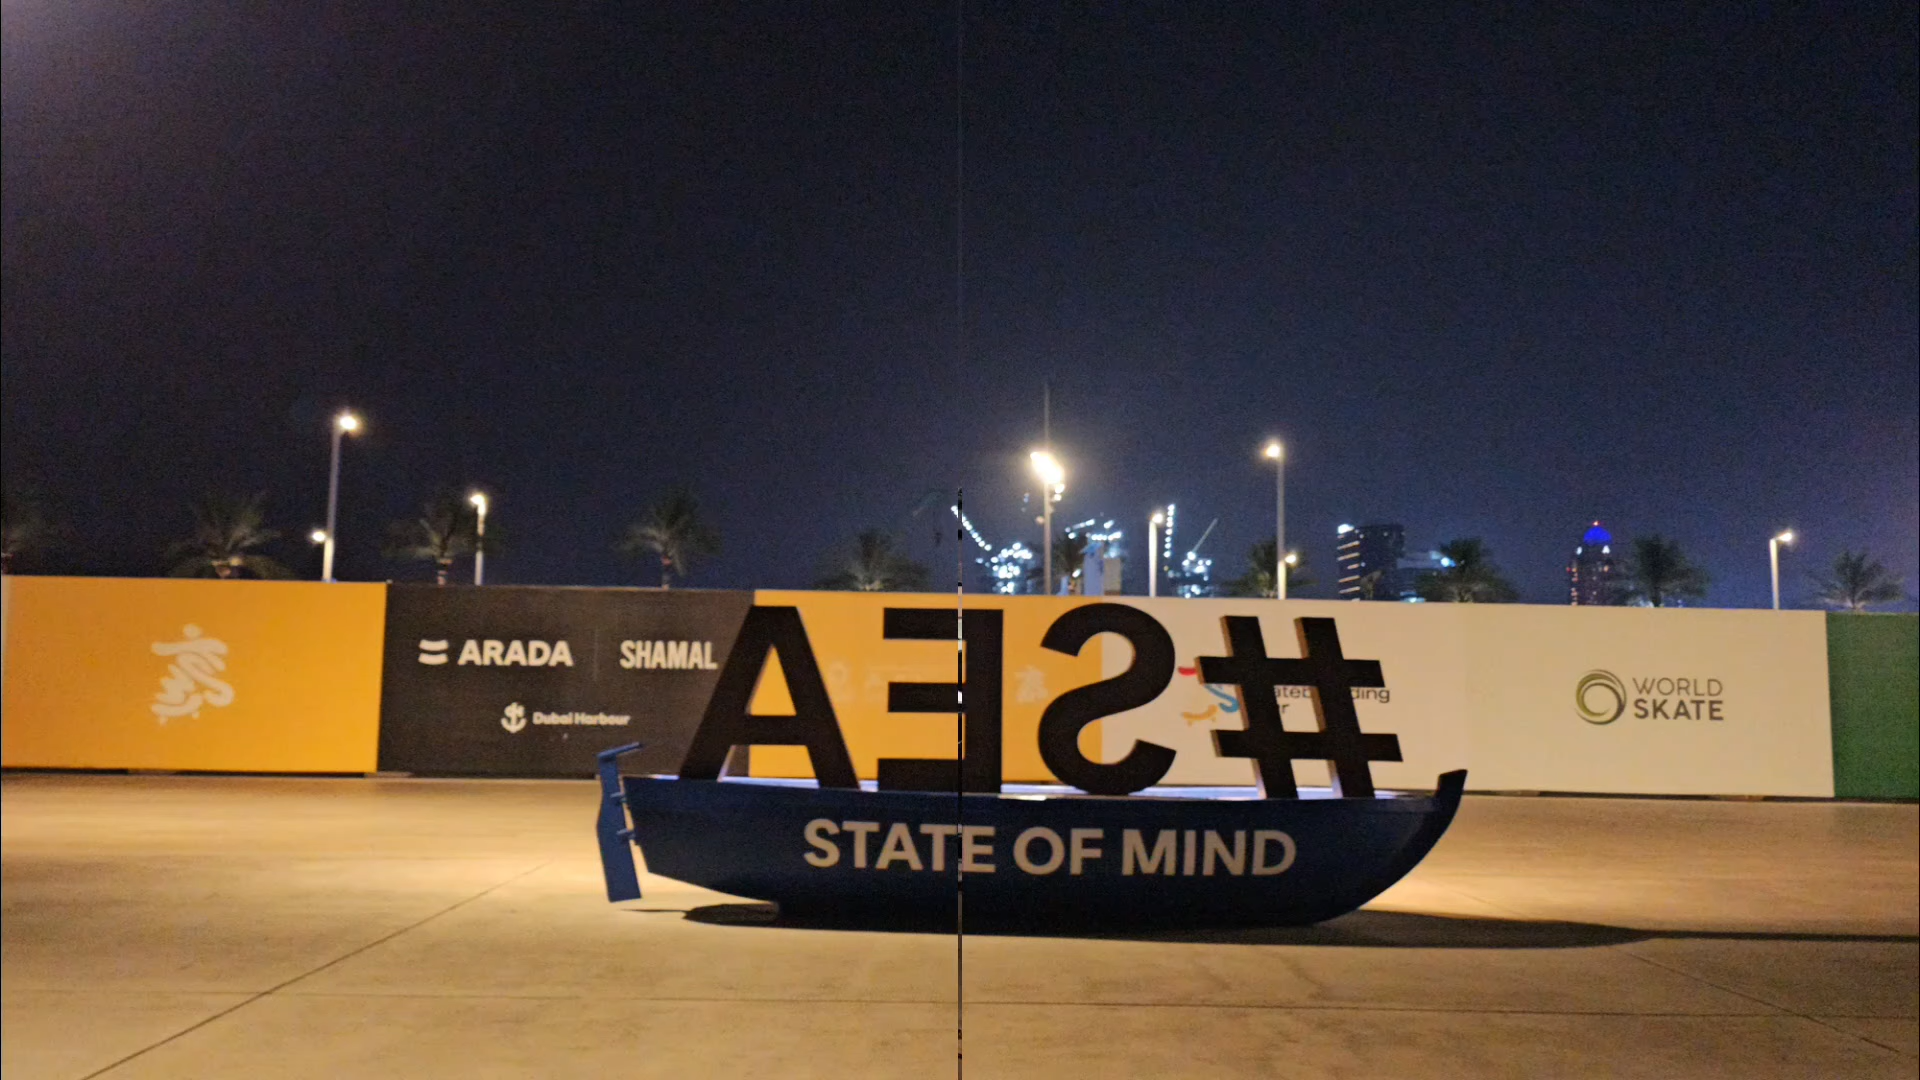 ARADA
SHAMAL
Dubai Harbour
#SEA
STATE OF MIND
WORLD
SKATE